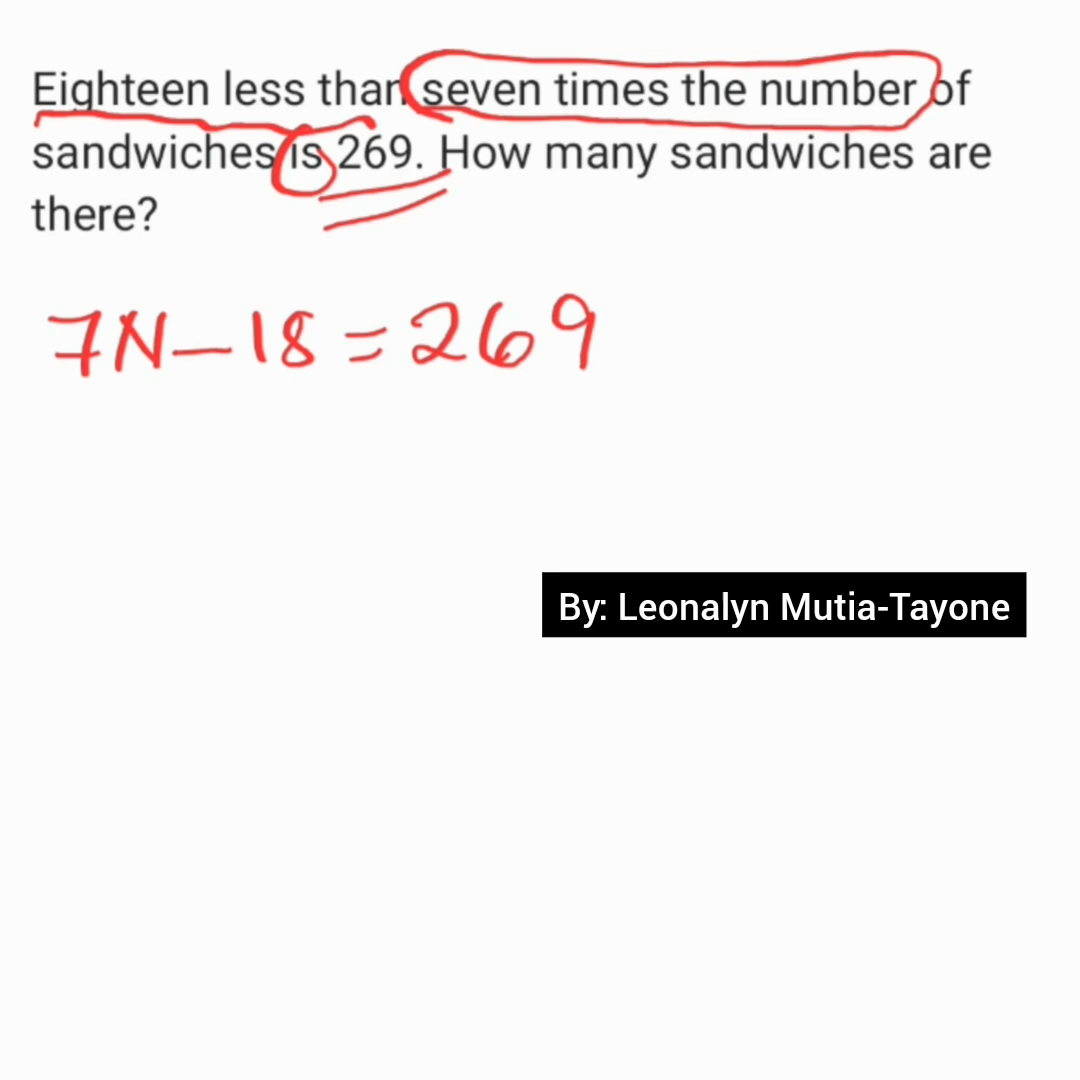 Eighteen less than seven times the number of
sandwiches is 269. How many sandwiches are
there?
7N-18=269
By: Leonalyn Mutia-Tayone